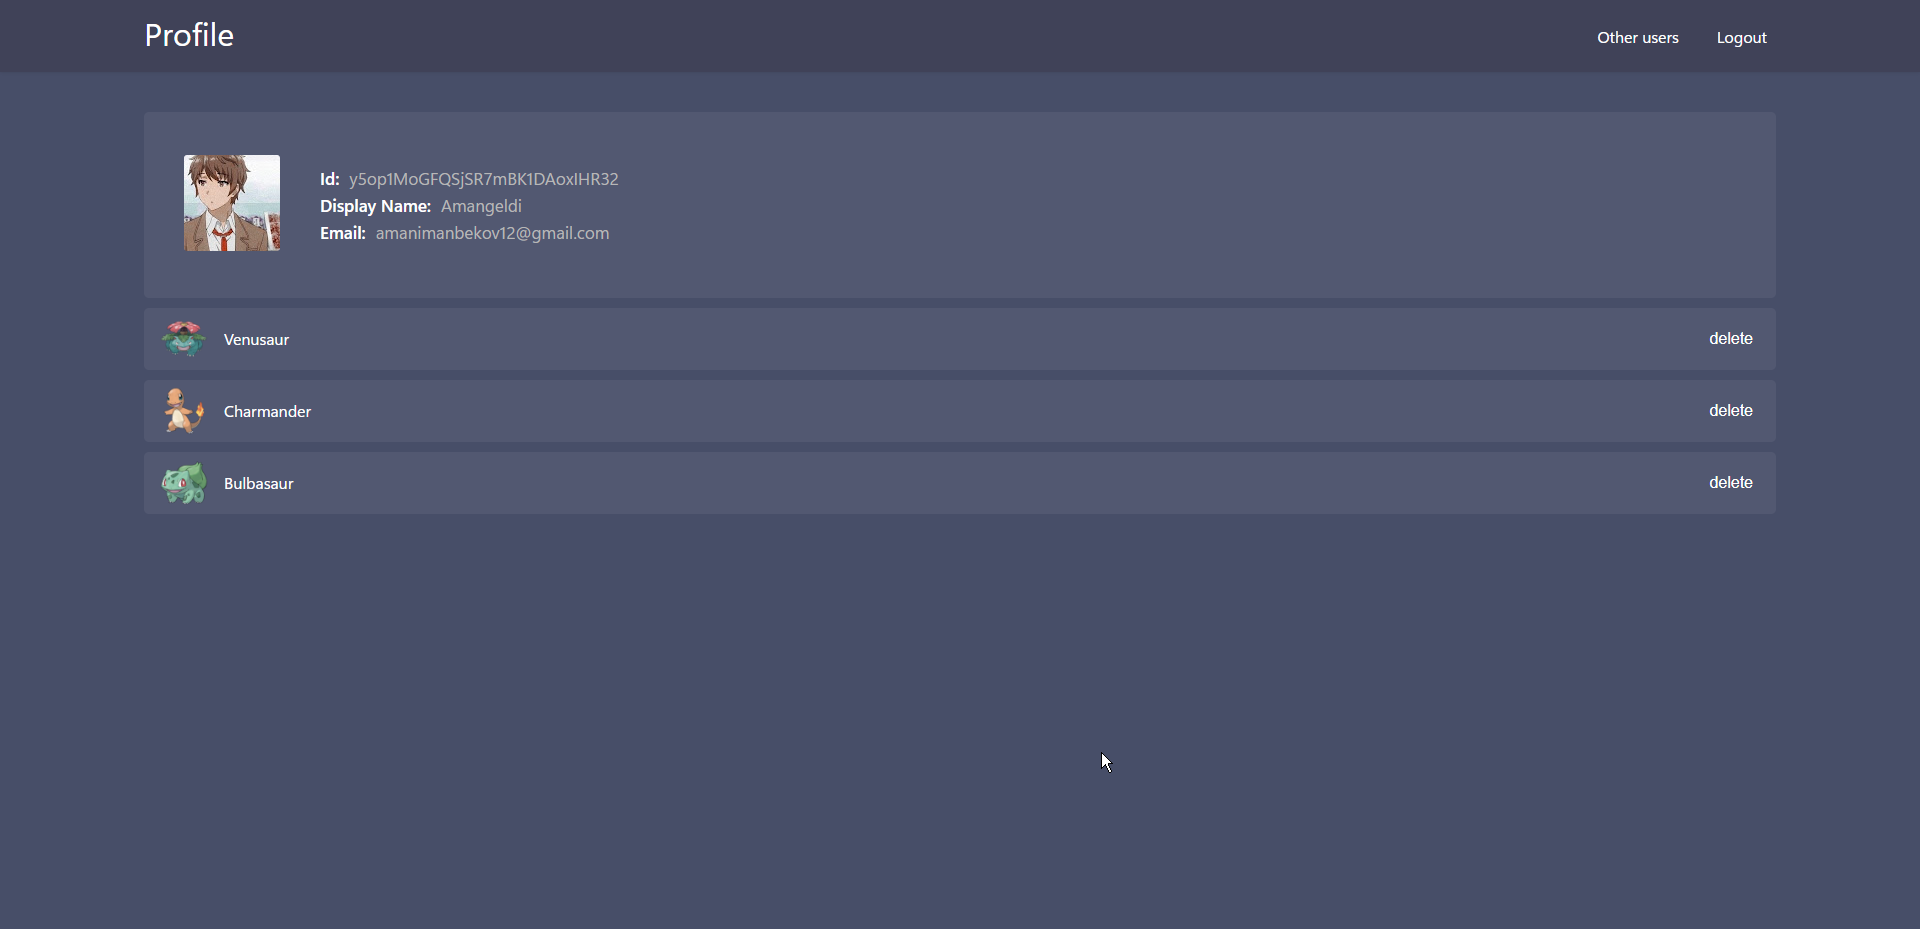 Profile
Other users
Logout
Id: y5op1MoGFQSjSR7mBK1DAoxIHR32
Display Name: Amangeldi
Email: amanimanbekov12@gmail.com
Venusaur
delete
Charmander
delete
Bulbasaur
delete